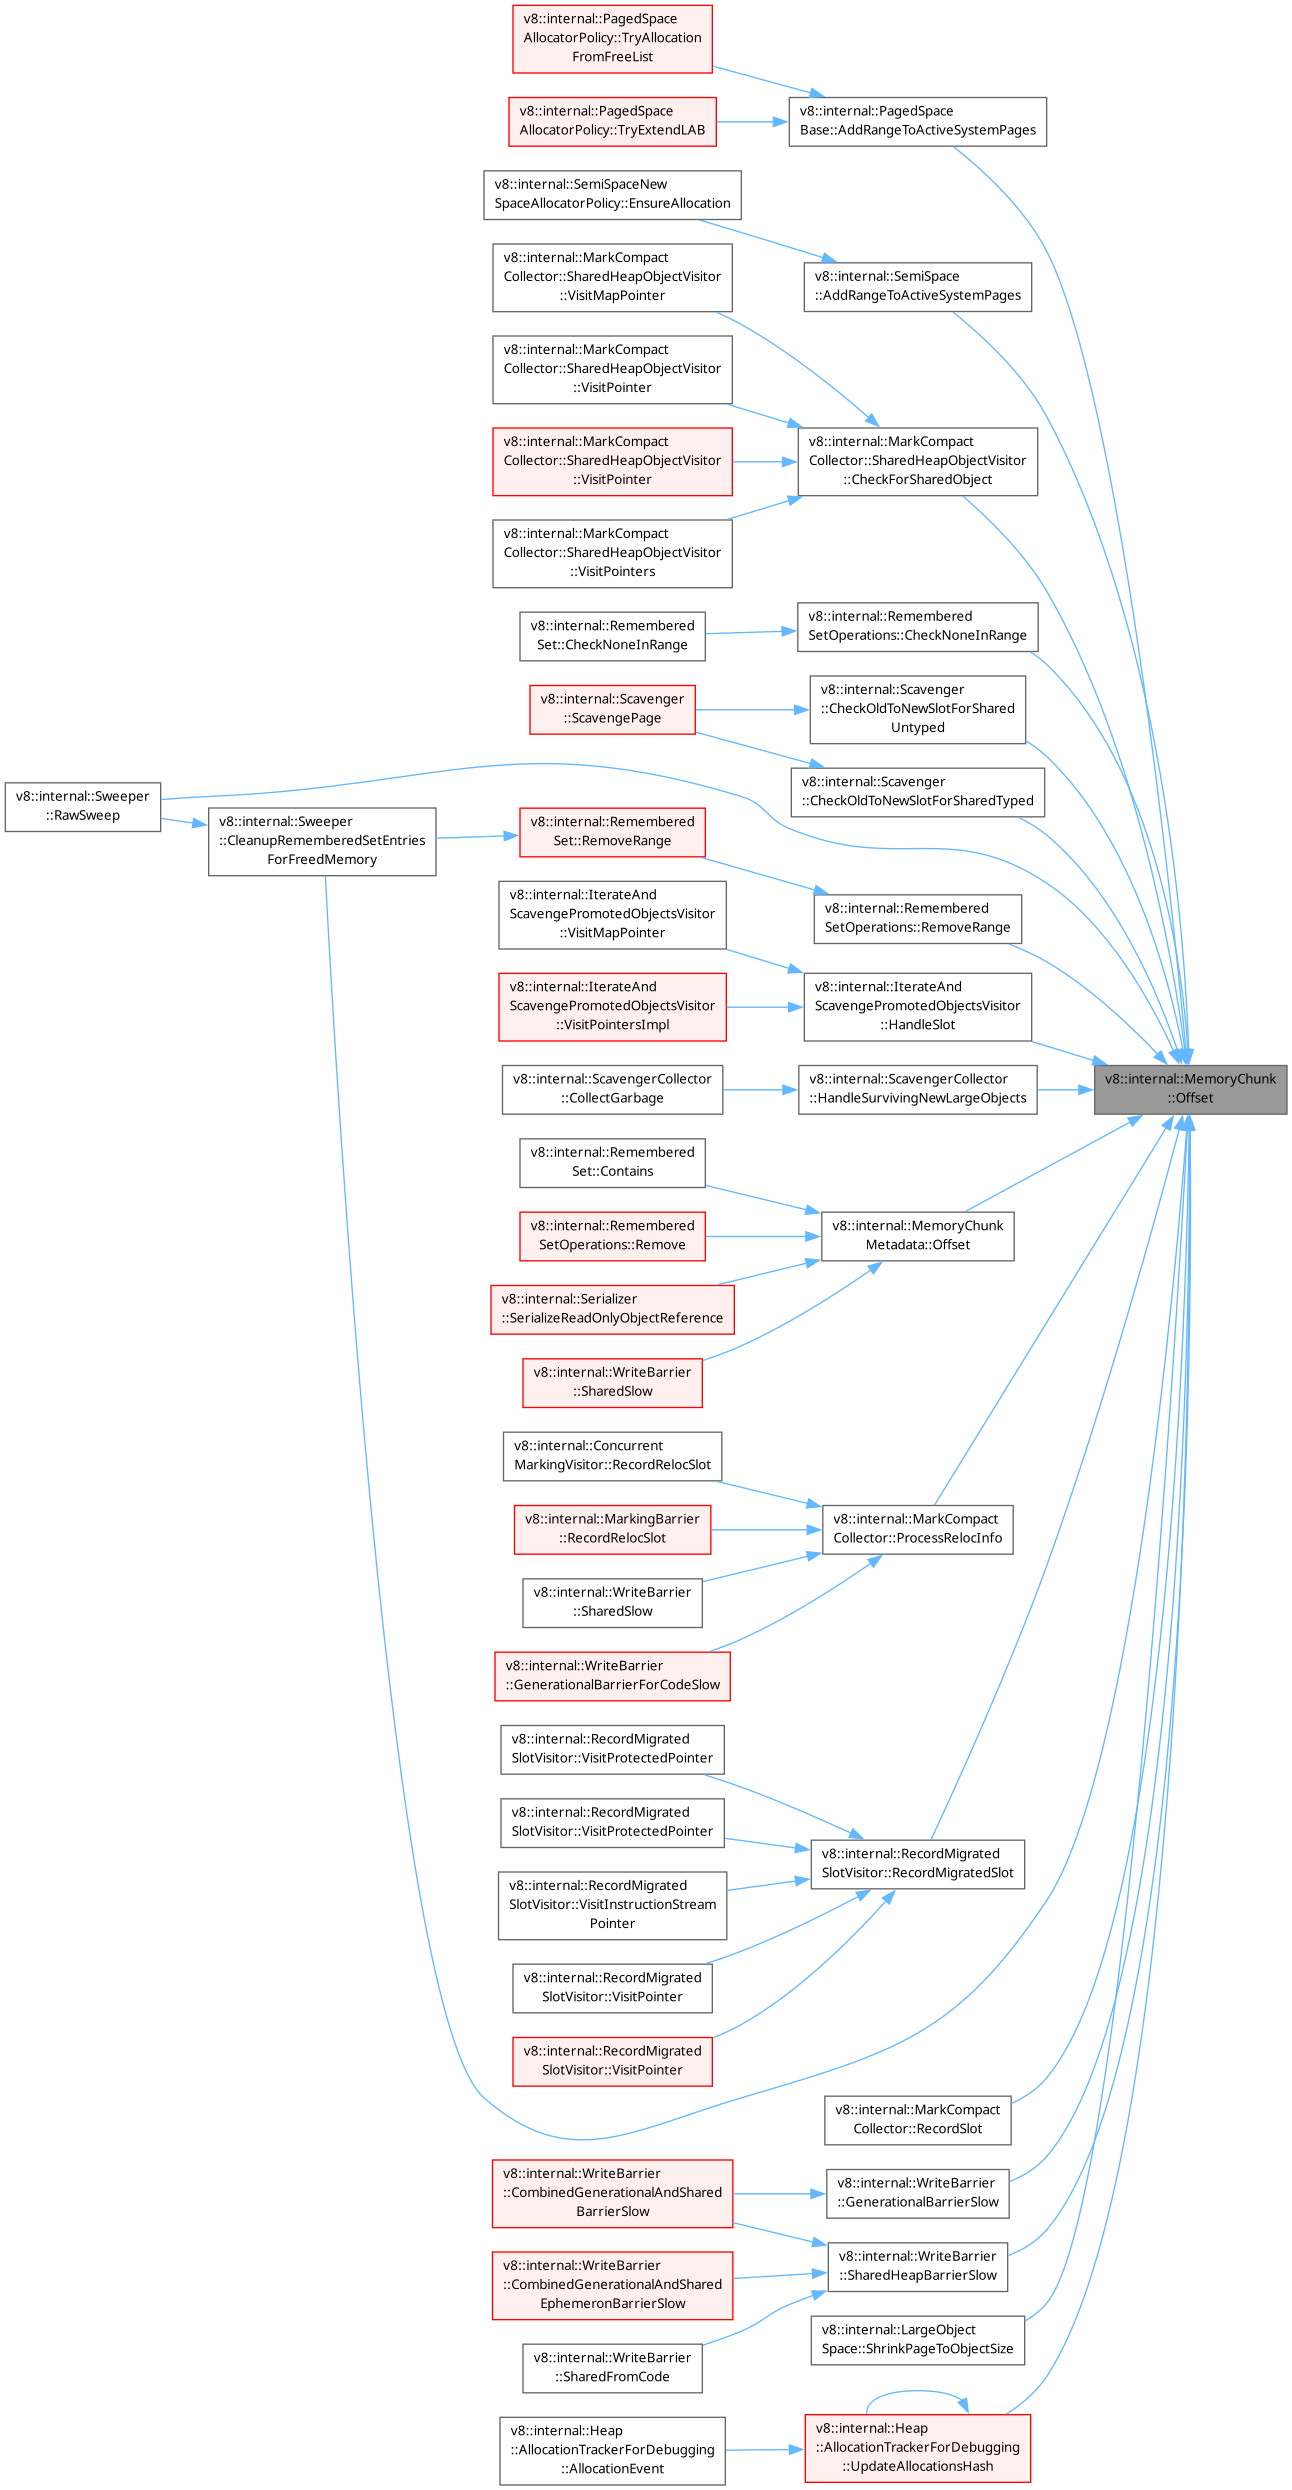 v8::internal::PagedSpace
AllocatorPolicy::TryAllocation
FromFreeList
v8::internal::PagedSpace
AllocatorPolicy::TryExtendLAB
v8::internal::PagedSpace
Base::AddRangeToActiveSystemPages
v8::internal::SemiSpaceNew
SpaceAllocatorPolicy::EnsureAllocation
v8::internal::MarkCompact
Collector::SharedHeapObjectVisitor
::VisitMapPointer
v8::internal::SemiSpace
::AddRangeToActiveSystemPages
v8::internal::MarkCompact
Collector::SharedHeapObjectVisitor
::VisitPointer
v8::internal::MarkCompact
Collector::SharedHeapObjectVisitor
::VisitPointer
v8::internal::MarkCompact
Collector::SharedHeapObjectVisitor
::CheckForSharedObject
v8::internal::MarkCompact
Collector::SharedHeapObjectVisitor
::VisitPointers
v8::internal::Remembered
Set::CheckNoneInRange
v8::internal::Remembered
SetOperations::CheckNoneInRange
v8::internal::Scavenger
::ScavengePage
v8::internal::Scavenger
::CheckOldToNewSlotForShared
Untyped
v8::internal::Scavenger
::CheckOldToNewSlotForSharedTyped
v8::internal::Sweeper
::RawSweep
v8::internal::Sweeper
::CleanupRememberedSetEntries
ForFreedMemory
v8::internal::Remembered
Set::RemoveRange
v8::internal::IterateAnd
ScavengePromotedObjectsVisitor
::VisitMapPointer
v8::internal::Remembered
SetOperations::RemoveRange
v8::internal::IterateAnd
ScavengePromotedObjectsVisitor
::VisitPointersImpl
v8::internal::IterateAnd
ScavengePromotedObjectsVisitor
::HandleSlot
v8::internal::ScavengerCollector
::CollectGarbage
v8::internal::ScavengerCollector
::HandleSurvivingNewLargeObjects
v8::internal::MemoryChunk
::Offset
v8::internal::Remembered
Set::Contains
v8::internal::Remembered
SetOperations::Remove
v8::internal::MemoryChunk
Metadata::Offset
v8::internal::Serializer
::SerializeReadOnlyObjectReference
v8::internal::WriteBarrier
::SharedSlow
v8::internal::Concurrent
MarkingVisitor::RecordRelocSlot
v8::internal::MarkingBarrier
::RecordRelocSlot
v8::internal::MarkCompact
Collector::ProcessRelocInfo
v8::internal::WriteBarrier
::SharedSlow
v8::internal::WriteBarrier
::GenerationalBarrierForCodeSlow
v8::internal::RecordMigrated
SlotVisitor::VisitProtectedPointer
v8::internal::RecordMigrated
SlotVisitor::VisitProtectedPointer
v8::internal::RecordMigrated
SlotVisitor::RecordMigratedSlot
v8::internal::RecordMigrated
SlotVisitor::VisitInstructionStream
Pointer
v8::internal::RecordMigrated
SlotVisitor::VisitPointer
v8::internal::RecordMigrated
SlotVisitor::VisitPointer
v8::internal::MarkCompact
Collector::RecordSlot
v8::internal::WriteBarrier
::CombinedGenerationalAndShared
BarrierSlow
v8::internal::WriteBarrier
::GenerationalBarrierSlow
v8::internal::WriteBarrier
::CombinedGenerationalAndShared
EphemeronBarrierSlow
v8::internal::WriteBarrier
::SharedHeapBarrierSlow
v8::internal::WriteBarrier
::SharedFromCode
v8::internal::LargeObject
Space::ShrinkPageToObjectSize
v8::internal::Heap
::AllocationTrackerForDebugging
::AllocationEvent
v8::internal::Heap
::AllocationTrackerForDebugging
::UpdateAllocationsHash